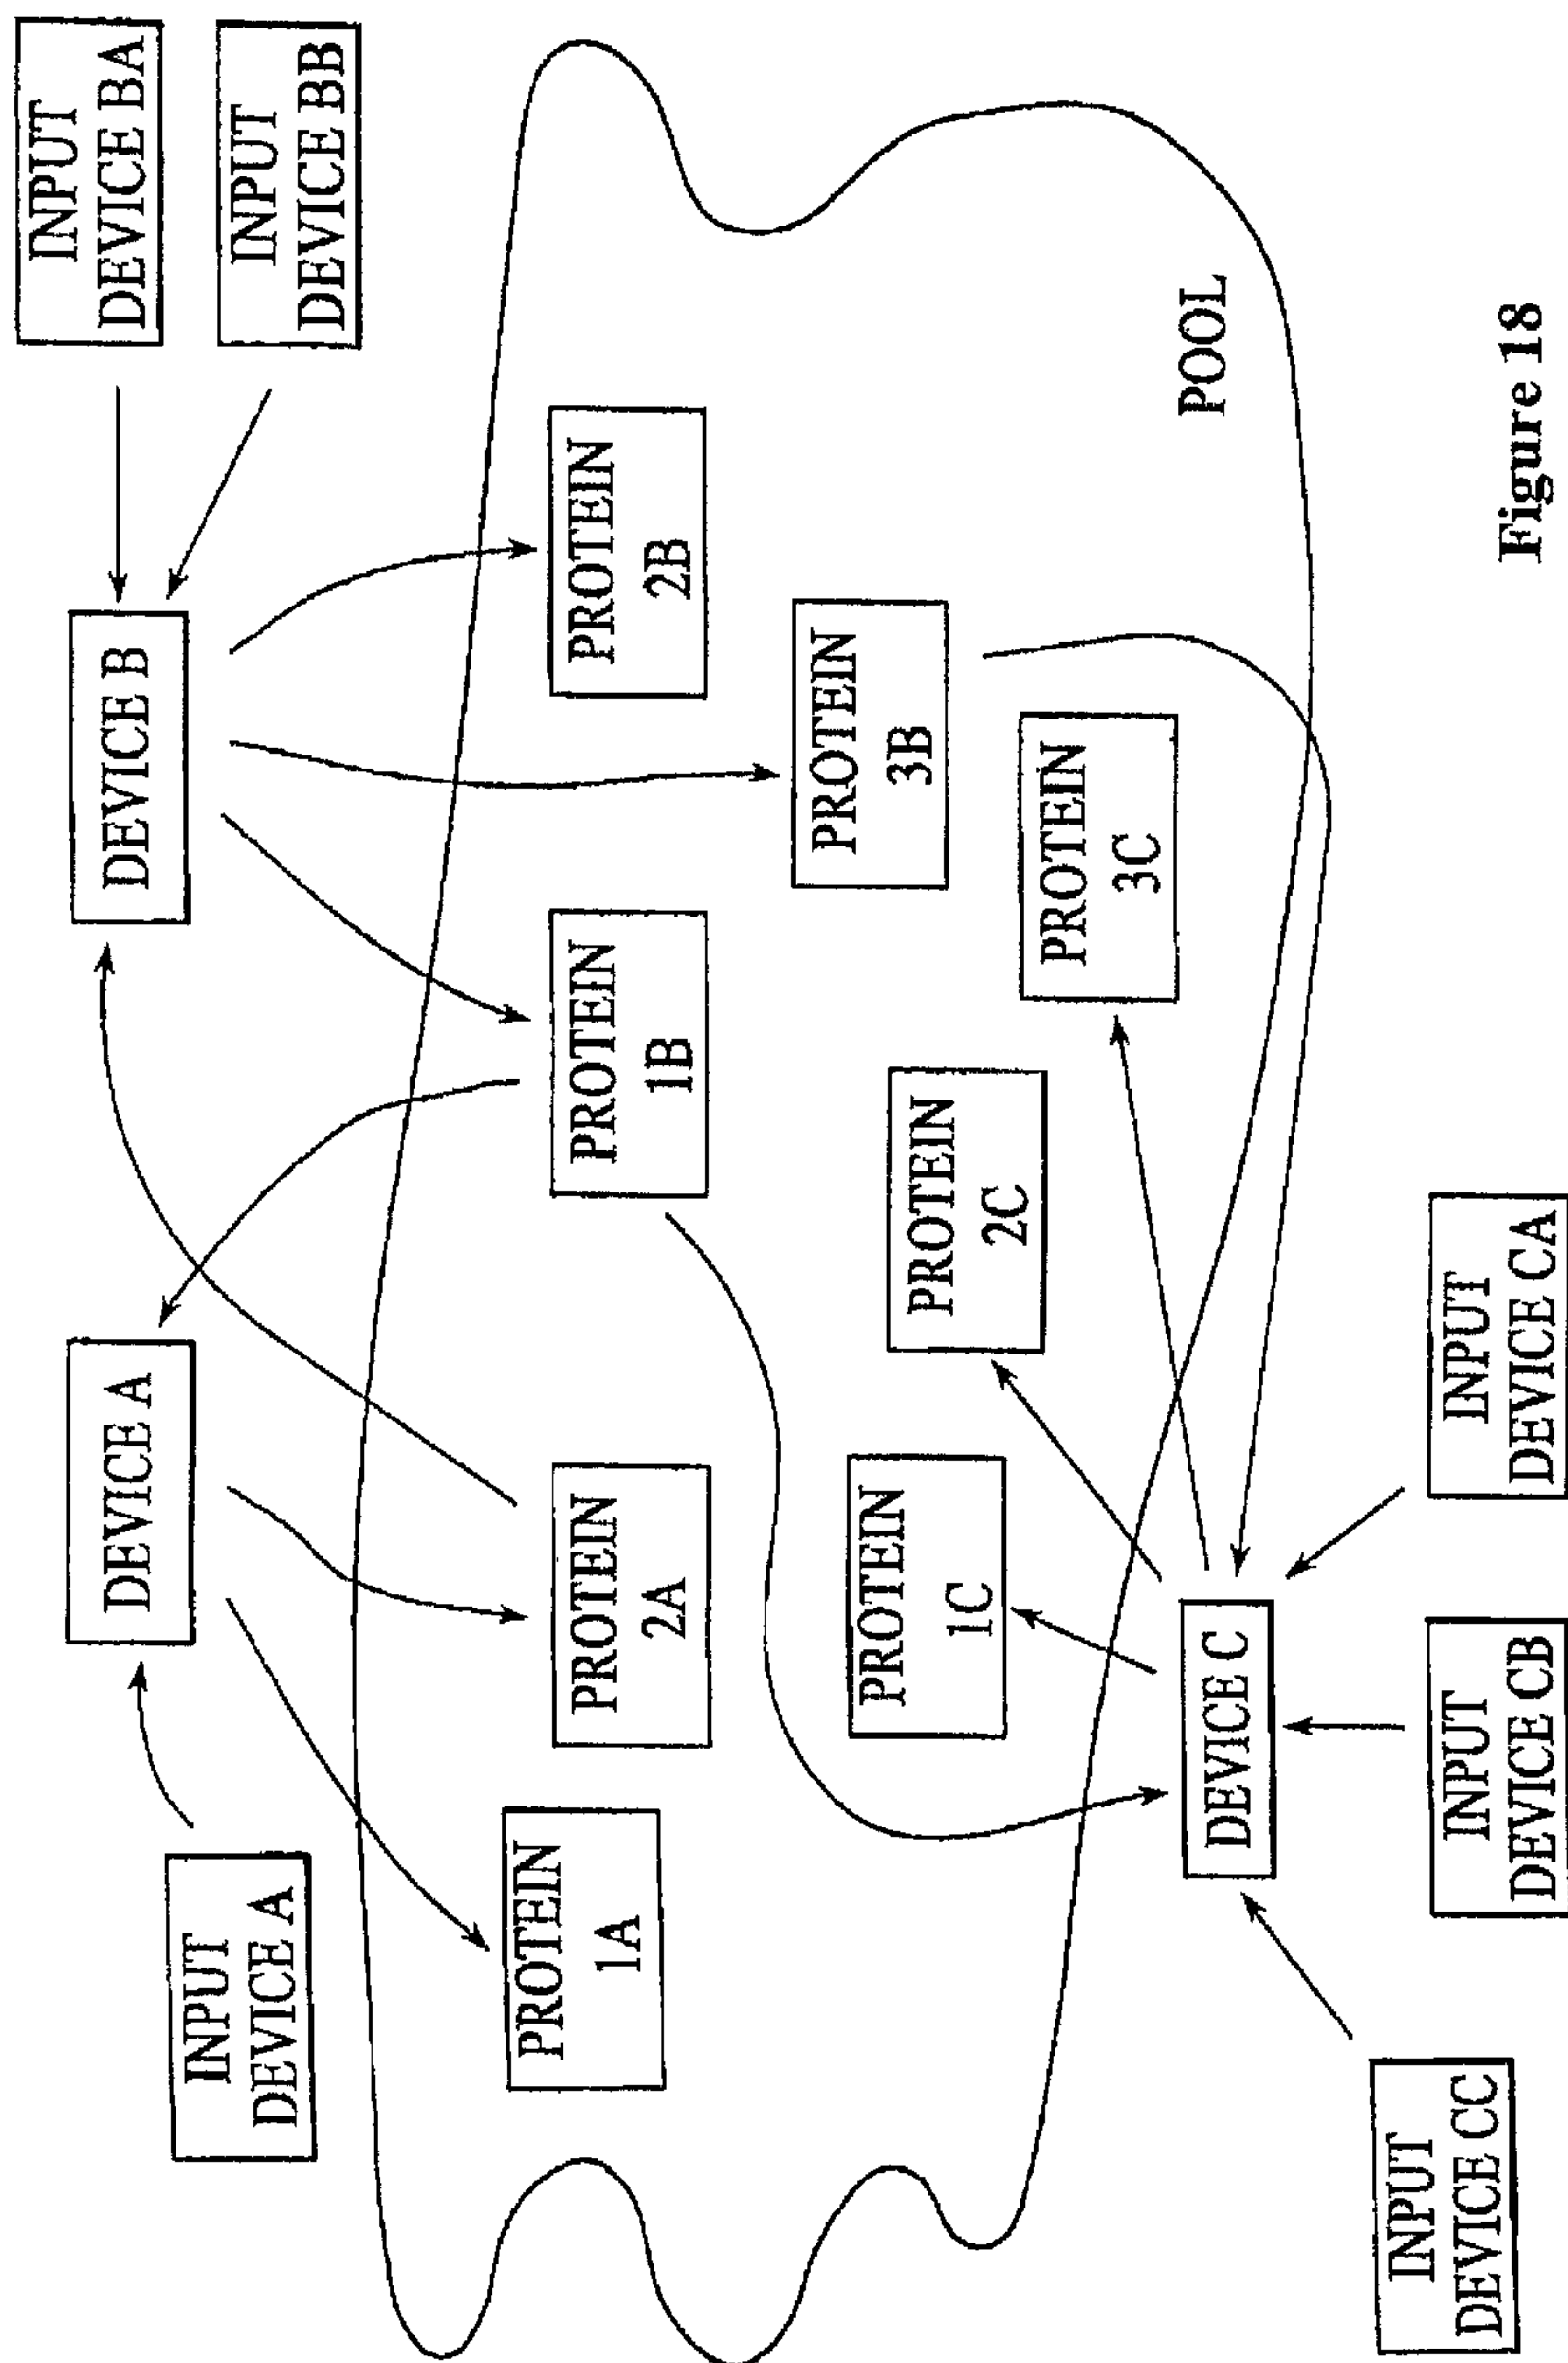 INPUT
DEVICE A
DEVICE A
DEVICE B
INPUT
DEVICE BA
INPUT
DEVICE BB
PROTEIN
1A
PROTEIN
2A
PROTEIN
1B
PROTEIN
2B
PROTEIN
3B
PROTEIN
1C
PROTEIN
2C
PROTEIN
3C
POOL
DEVICE C
INPUT
DEVICE CC
INPUT
DEVICE CB
INPUT
DEVICE CA
Figure 18